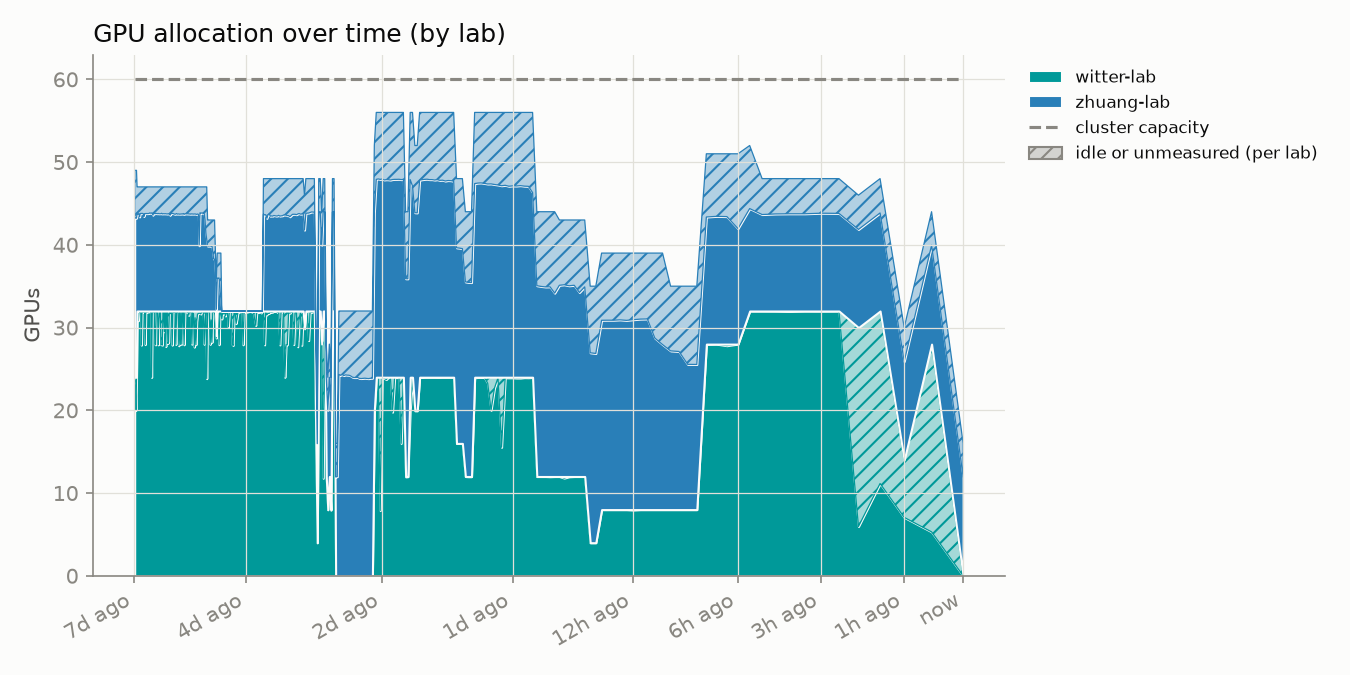 GPU allocation over time (by lab)
GPUs
60
50
40
30
20
10
0
7d ago
4d ago
2d ago
1d ago
12h ago
6h ago
3h ago
1h ago
now
witter-lab
zhuang-lab
cluster capacity
idle or unmeasured (per lab)